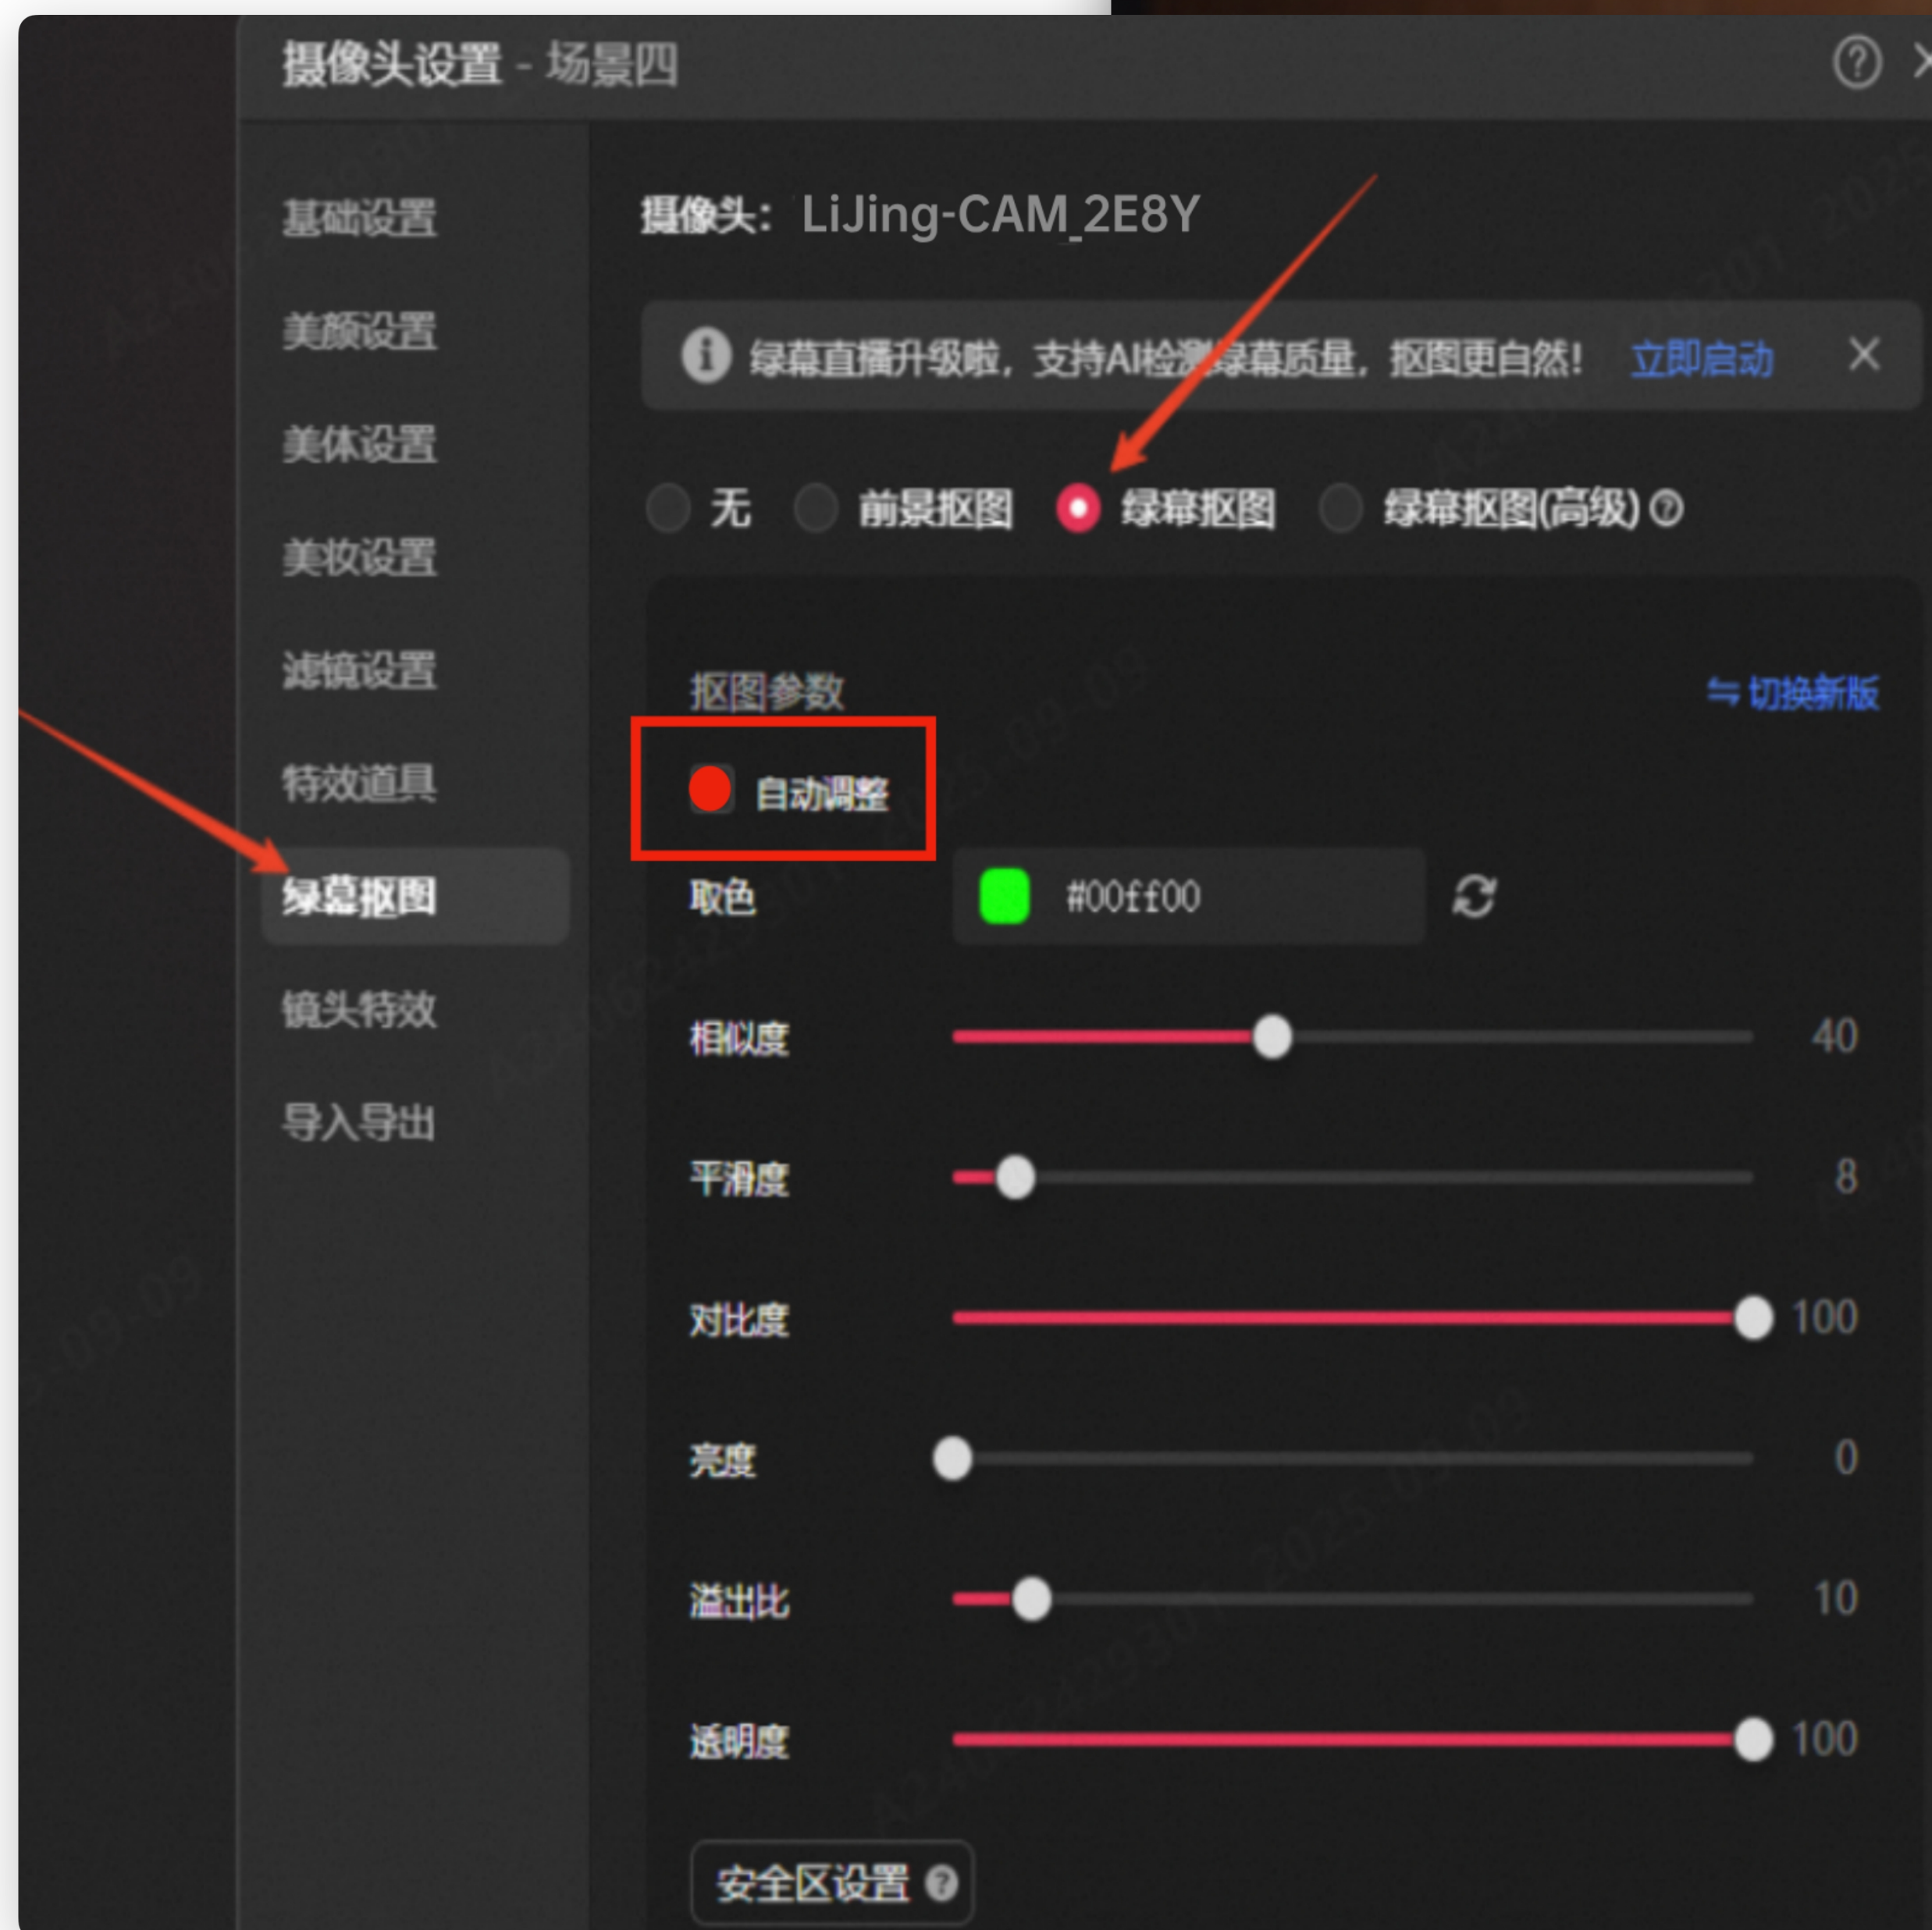 摄像头设置 - 场景四
基础设置
美颜设置
美体设置
美妆设置
滤镜设置
特效道具
绿幕抠图
镜头特效
导入导出
摄像头: LiJing-CAM_2E8Y
绿幕直播升级啦，支持AI检测绿幕质量，抠图更自然! 立即启动
无 前景抠图 绿幕抠图 绿幕抠图(高级)
抠图参数 切换新版
自动调整
取色 #00ff00
相似度 40
平滑度 8
对比度 100
亮度 0
溢出比 10
透明度 100
安全区设置